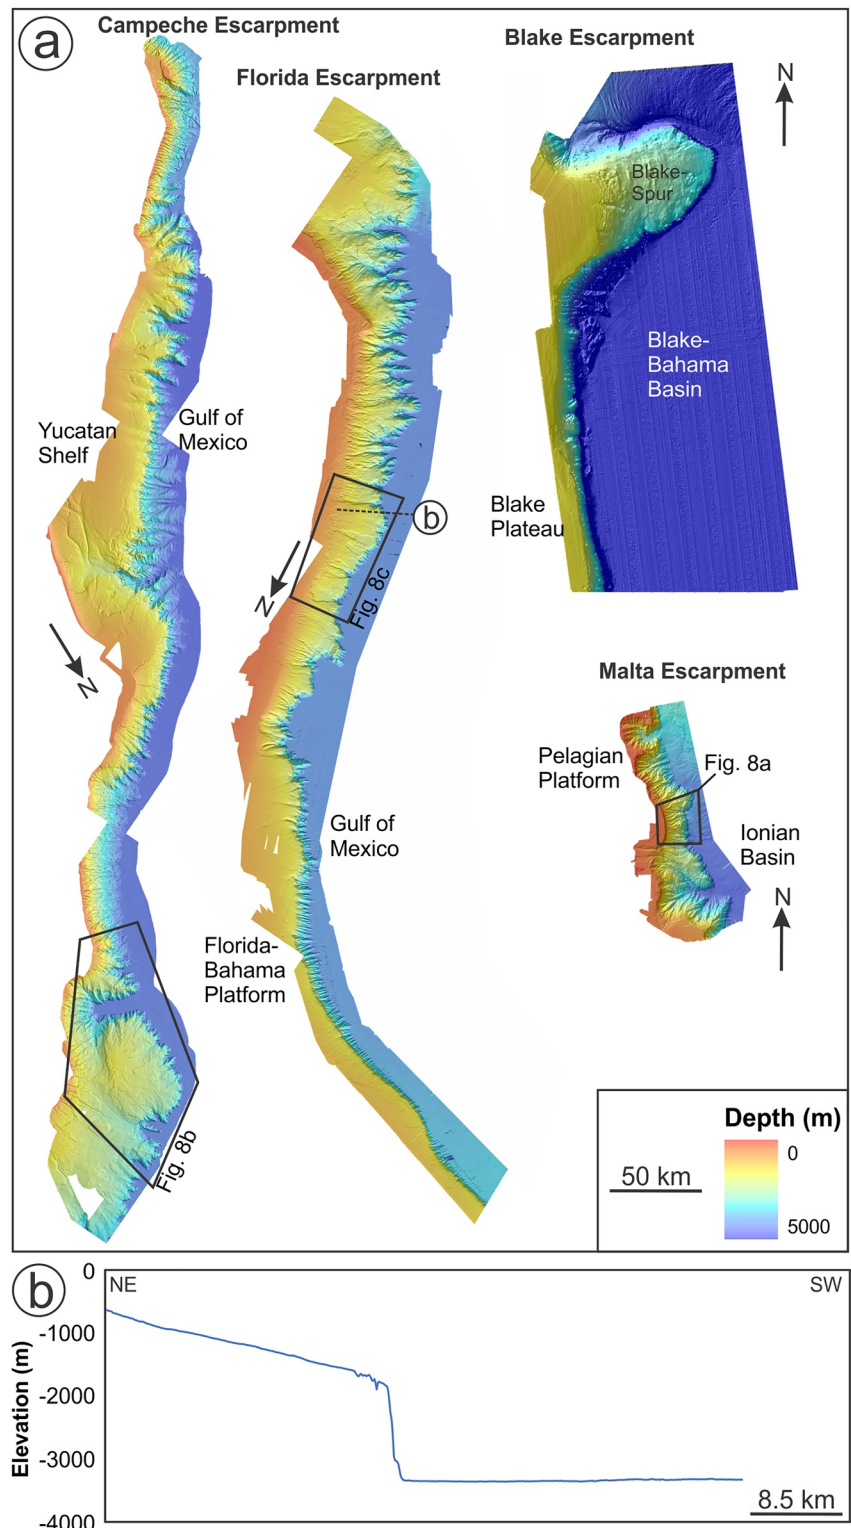 a
Campeche Escarpment
Florida Escarpment
Blake Escarpment
N
Blake-
Spur
Blake-
Bahama
Basin
Yucatan
Shelf
Gulf of
Mexico
Blake
Plateau
b
Fig. 8c
N
N
Malta Escarpment
Pelagian
Platform
Fig. 8a
Ionian
Basin
N
Gulf of
Mexico
Florida-
Bahama
Platform
Fig. 8b
Depth (m)
0
5000
50 km
b
NE
SW
Elevation (m)
0
-1000
-2000
-3000
-4000
8.5 km